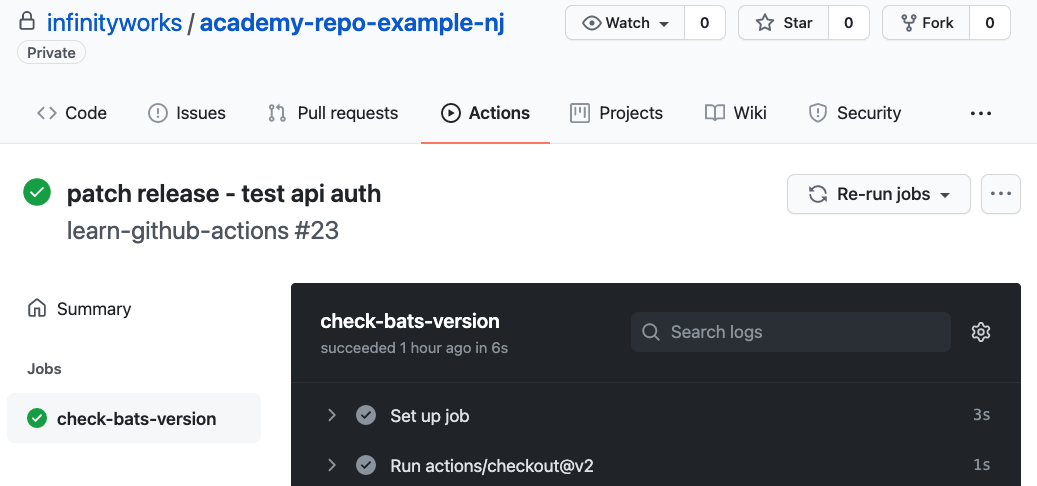 infinityworks / academy-repo-example-nj
Watch 0 Star 0 Fork 0
Private
Code Issues Pull requests Actions Projects Wiki Security
patch release - test api auth
Re-run jobs
learn-github-actions #23
Summary
Jobs
check-bats-version
check-bats-version
Search logs
succeeded 1 hour ago in 6s
Set up job 3s
Run actions/checkout@v2 1s